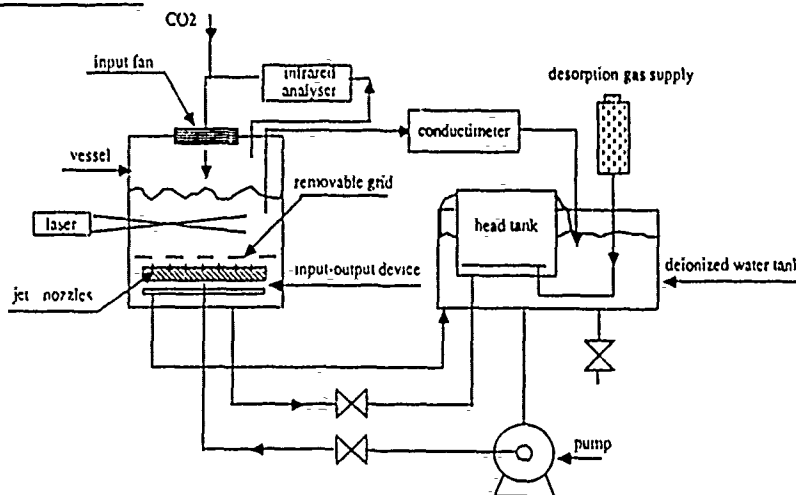 CO2
input fan
infrared
analyser
desorption gas supply
conductimeter
vessel
removable grid
laser
head tank
input-output device
deionized water tank
jet nozzles
pump